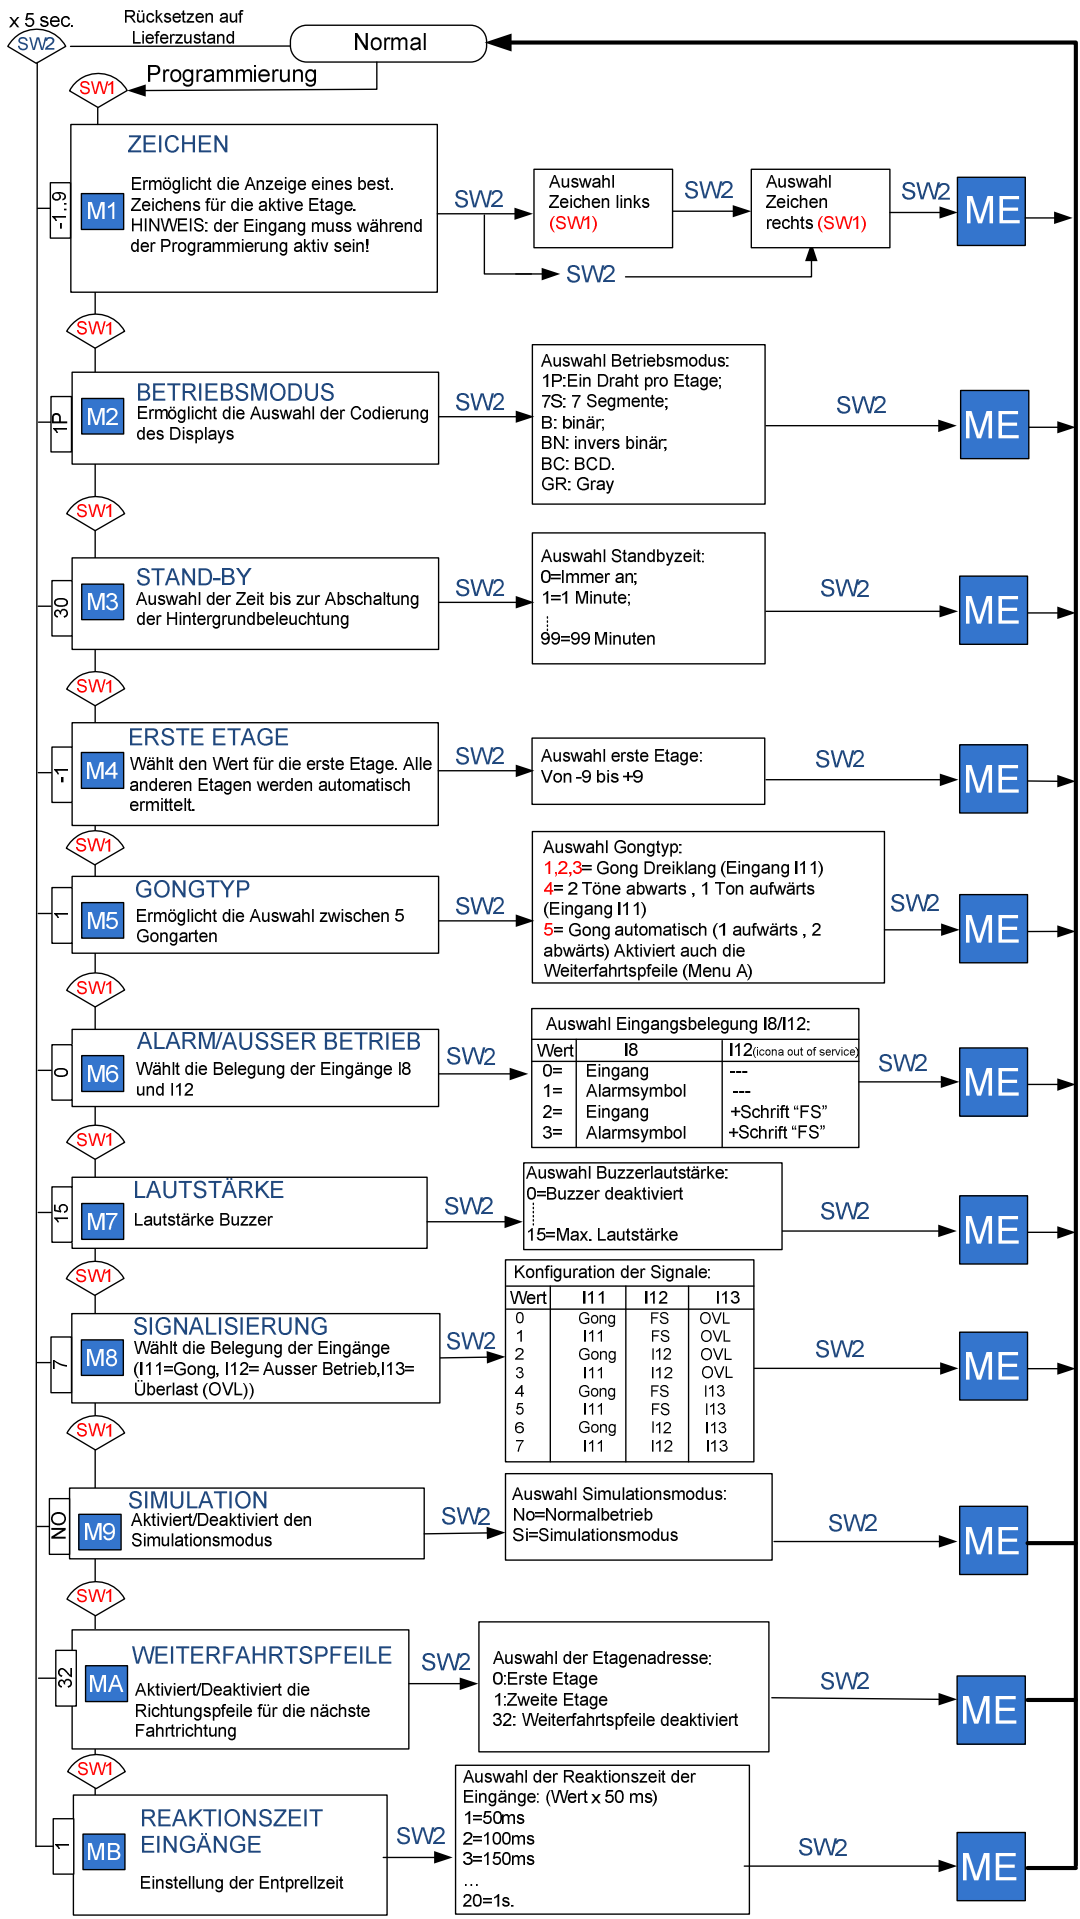 x 5 sec.
SW2
Rücksetzen auf
Lieferzustand
Normal
SW1
Programmierung
ZEICHEN
-1..9
M1
Ermöglicht die Anzeige eines best.
Zeichens für die aktive Etage.
HINWEIS: der Eingang muss während
der Programmierung aktiv sein!
SW2
Auswahl
Zeichen links
(SW1)
SW2
Auswahl
Zeichen
rechts (SW1)
SW2
ME
SW2
SW1
BETRIEBSMODUS
1P
M2
Ermöglicht die Auswahl der Codierung
des Displays
SW2
Auswahl Betriebsmodus:
1P:Ein Draht pro Etage;
7S: 7 Segmente;
B: binär;
BN: invers binär;
BC: BCD.
GR: Gray
SW2
ME
SW1
STAND-BY
30
M3
Auswahl der Zeit bis zur Abschaltung
der Hintergrundbeleuchtung
SW2
Auswahl Standbyzeit:
0=Immer an;
1=1 Minute;
99=99 Minuten
SW2
ME
SW1
ERSTE ETAGE
-1
M4
Wählt den Wert für die erste Etage. Alle
anderen Etagen werden automatisch
ermittelt.
SW2
Auswahl erste Etage:
Von -9 bis +9
SW2
ME
SW1
GONGTYP
1
M5
Ermöglicht die Auswahl zwischen 5
Gongarten
SW2
Auswahl Gongtyp:
1,2,3= Gong Dreiklang (Eingang I11)
4= 2 Töne abwarts , 1 Ton aufwärts
(Eingang I11)
5= Gong automatisch (1 aufwärts , 2
abwärts) Aktiviert auch die
Weiterfahrtspfeile (Menu A)
SW2
ME
SW1
ALARM/AUSSER BETRIEB
0
M6
Wählt die Belegung der Eingänge I8
und I12
SW2
Auswahl Eingangsbelegung I8/I12:
Wert I8 I12(icona out of service)
0= Eingang ---
1= Alarmsymbol ---
2= Eingang +Schrift “FS”
3= Alarmsymbol +Schrift “FS”
SW2
ME
SW1
LAUTSTÄRKE
15
M7
Lautstärke Buzzer
SW2
Auswahl Buzzerlautstärke:
0=Buzzer deaktiviert
15=Max. Lautstärke
SW2
ME
SW1
SIGNALISIERUNG
7
M8
Wählt die Belegung der Eingänge
(I11=Gong, I12= Ausser Betrieb,I13=
Überlast (OVL))
SW2
Konfiguration der Signale:
Wert I11 I12 I13
0 Gong FS OVL
1 I11 FS OVL
2 Gong I12 OVL
3 I11 I12 OVL
4 Gong FS I13
5 I11 FS I13
6 Gong I12 I13
7 I11 I12 I13
SW2
ME
SW1
SIMULATION
NO
M9
Aktiviert/Deaktiviert den
Simulationsmodus
SW2
Auswahl Simulationsmodus:
No=Normalbetrieb
Si=Simulationsmodus
SW2
ME
SW1
WEITERFAHRTSPFEILE
32
MA
Aktiviert/Deaktiviert die
Richtungspfeile für die nächste
Fahrtrichtung
SW2
Auswahl der Etagenadresse:
0:Erste Etage
1:Zweite Etage
32: Weiterfahrtspfeile deaktiviert
SW2
ME
SW1
REAKTIONSZEIT
EINGÄNGE
1
MB
Einstellung der Entprellzeit
SW2
Auswahl der Reaktionszeit der
Eingänge: (Wert x 50 ms)
1=50ms
2=100ms
3=150ms
...
20=1s.
SW2
ME